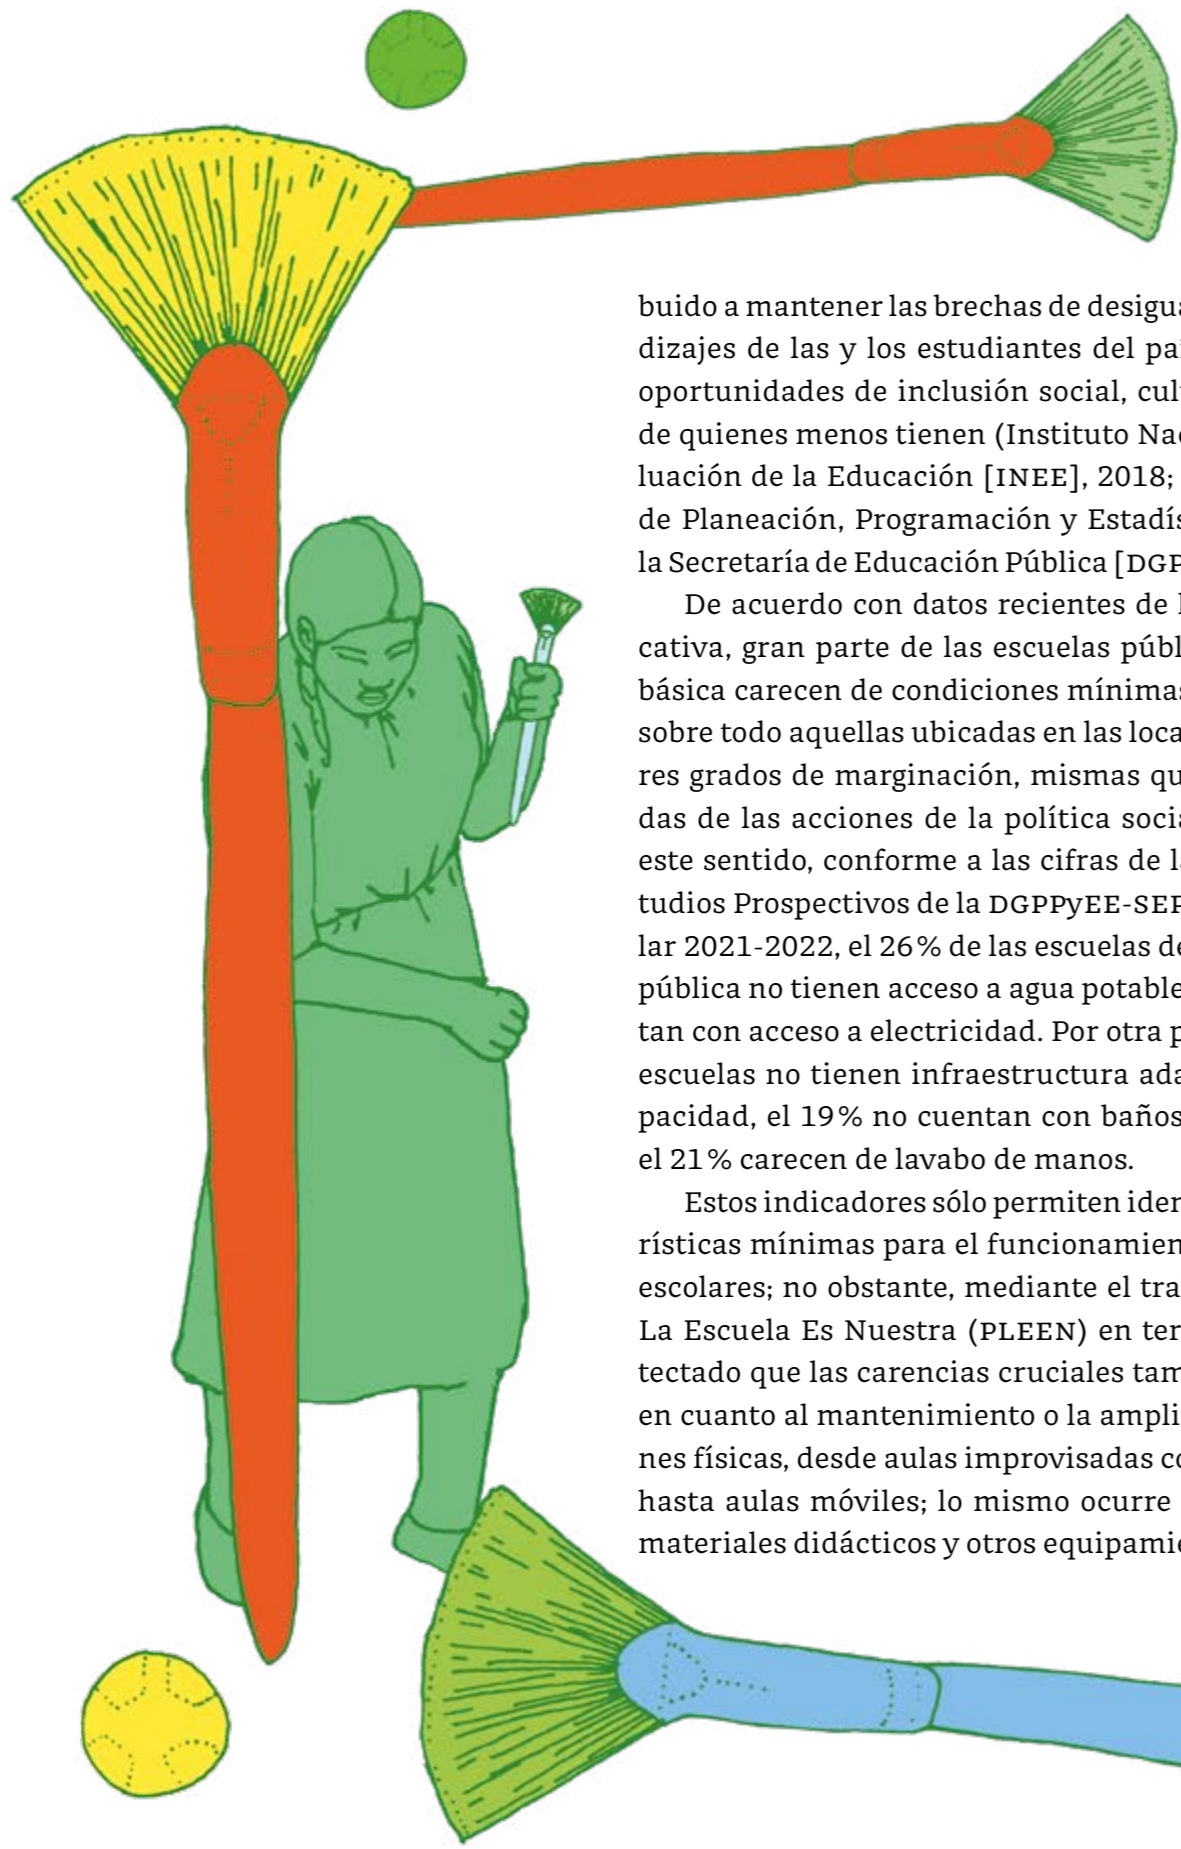 buido a mantener las brechas de desigua
dizajes de las y los estudiantes del paí
oportunidades de inclusión social, cul
de quienes menos tienen (Instituto Na
luación de la Educación [INEE], 2018;
de Planeación, Programación y Estadís
la Secretaría de Educación Pública [DGP
De acuerdo con datos recientes de l
cativa, gran parte de las escuelas públ
básica carecen de condiciones mínimas
sobre todo aquellas ubicadas en las loca
res grados de marginación, mismas qu
das de las acciones de la política socia
este sentido, conforme a las cifras de la
tudios Prospectivos de la DGPPyEE-SEP
lar 2021-2022, el 26% de las escuelas de
pública no tienen acceso a agua potable
tan con acceso a electricidad. Por otra p
escuelas no tienen infraestructura ada
pacidad, el 19% no cuentan con baños
el 21% carecen de lavabo de manos.
Estos indicadores sólo permiten iden
rísticas mínimas para el funcionamien
escolares; no obstante, mediante el tra
La Escuela Es Nuestra (PLEEN) en ter
tectado que las carencias cruciales tam
en cuanto al mantenimiento o la ampli
nes físicas, desde aulas improvisadas co
hasta aulas móviles; lo mismo ocurre
materiales didácticos y otros equipamie